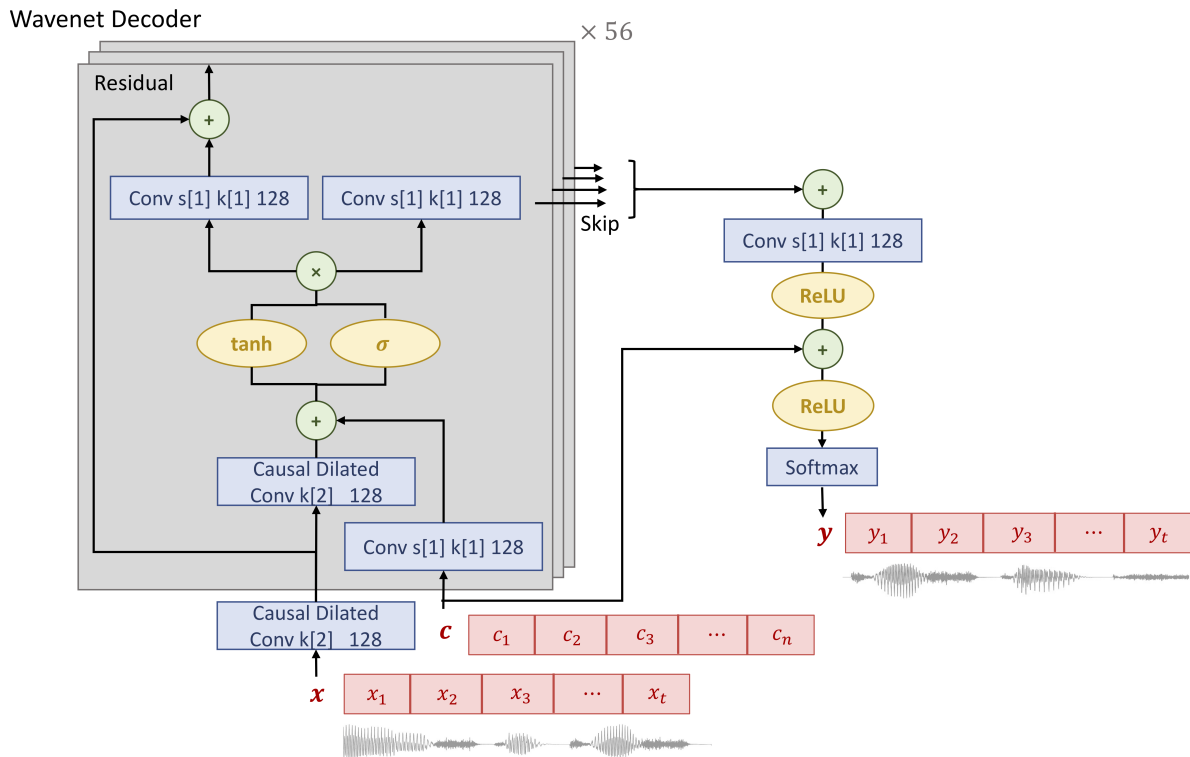 Wavenet Decoder
× 56
Residual
+
Conv s[1] k[1] 128
Conv s[1] k[1] 128
Skip
+
Conv s[1] k[1] 128
×
ReLU
tanh
σ
+
ReLU
+
Causal Dilated
Conv k[2] 128
Softmax
Conv s[1] k[1] 128
y
y₁ y₂ y₃ ⋯ yₜ
Causal Dilated
Conv k[2] 128
c
c₁ c₂ c₃ ⋯ cₙ
x
x₁ x₂ x₃ ⋯ xₜ